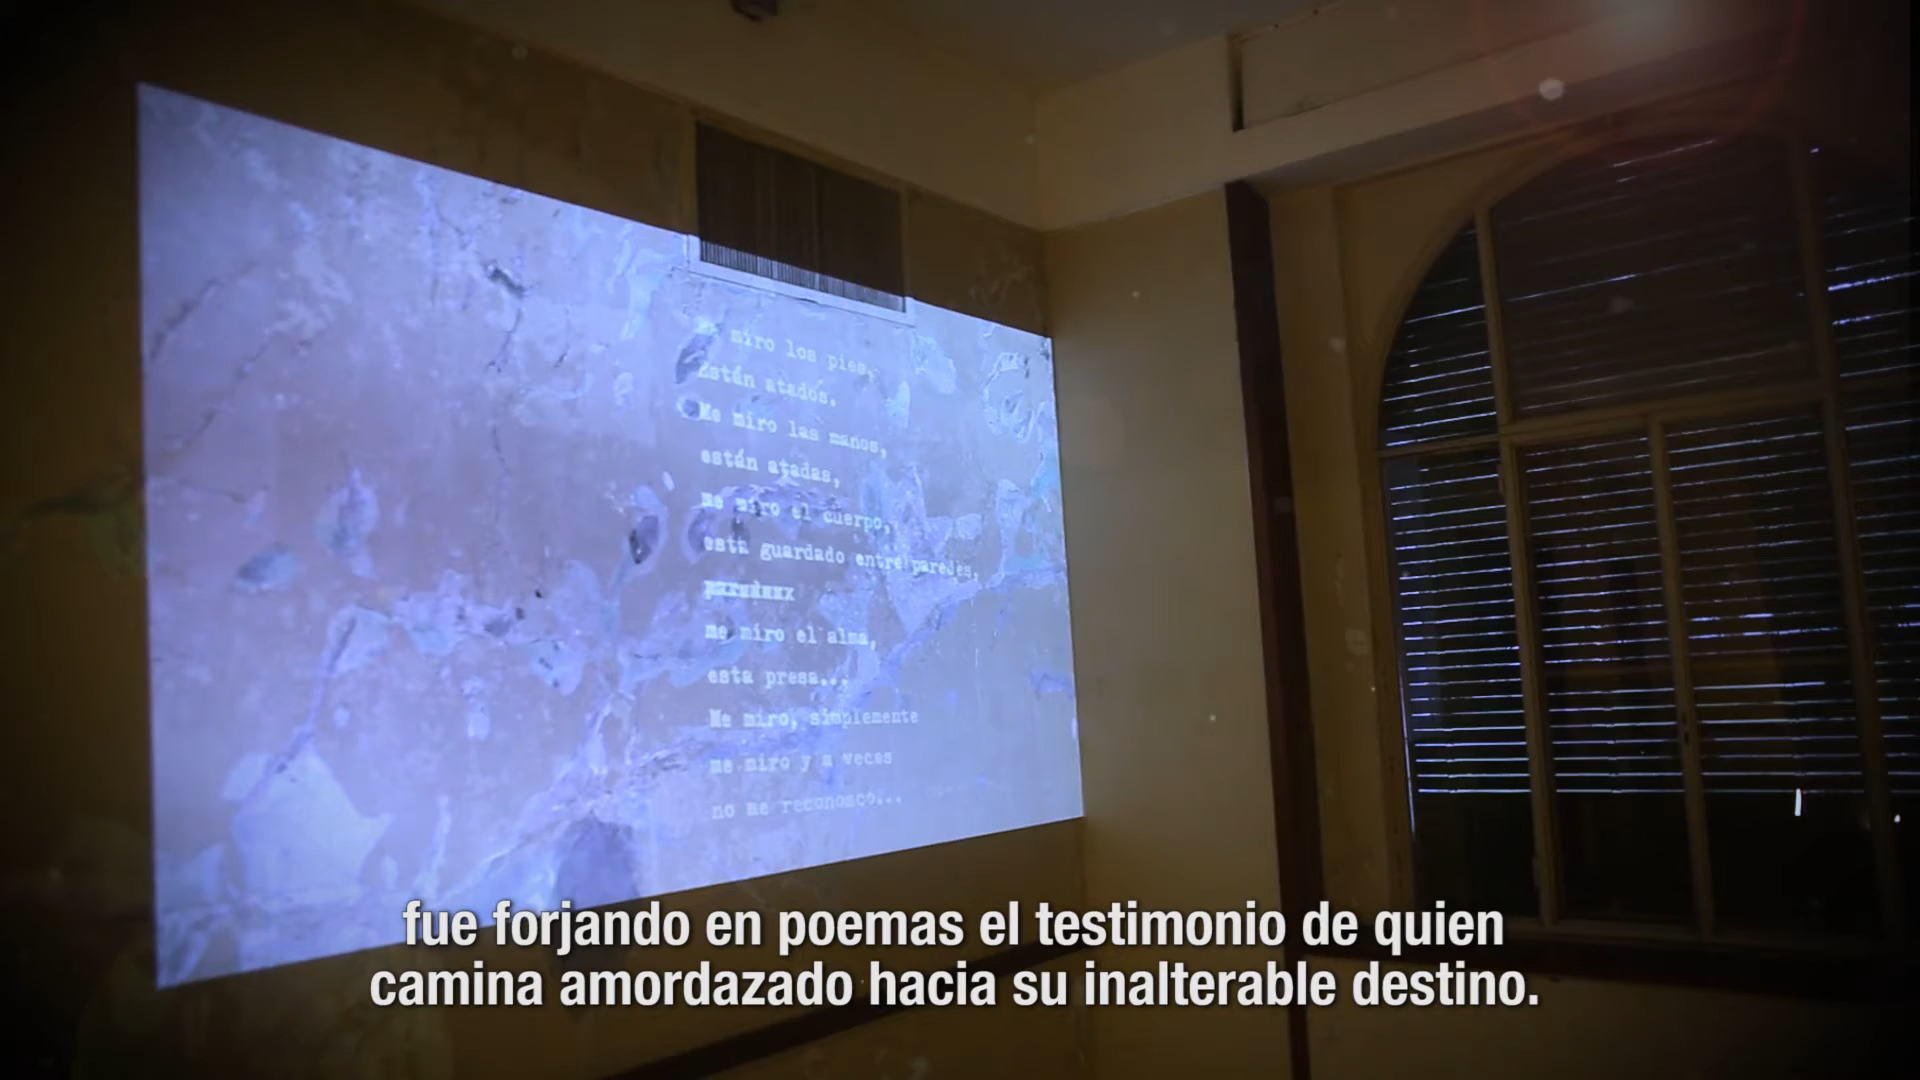 miro los pies,
Están atados.
Me miro las manos,
están atadas,
me miro el cuerpo,
esta guardado entre paredes,
me miro el alma,
esta presa...
Me miro, simplemente
me miro y a veces
no me reconosco...
fue forjando en poemas el testimonio de quien
camina amordazado hacia su inalterable destino.